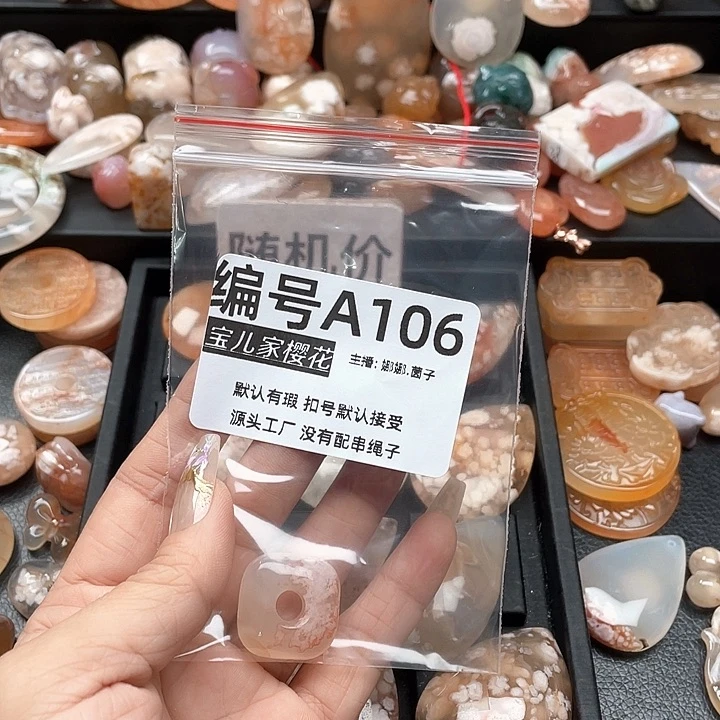 随机价
编号A106
宝儿家樱花
主播：娜娜.菌子
默认有瑕 扣号默认接受
源头工厂 没有配串绳子